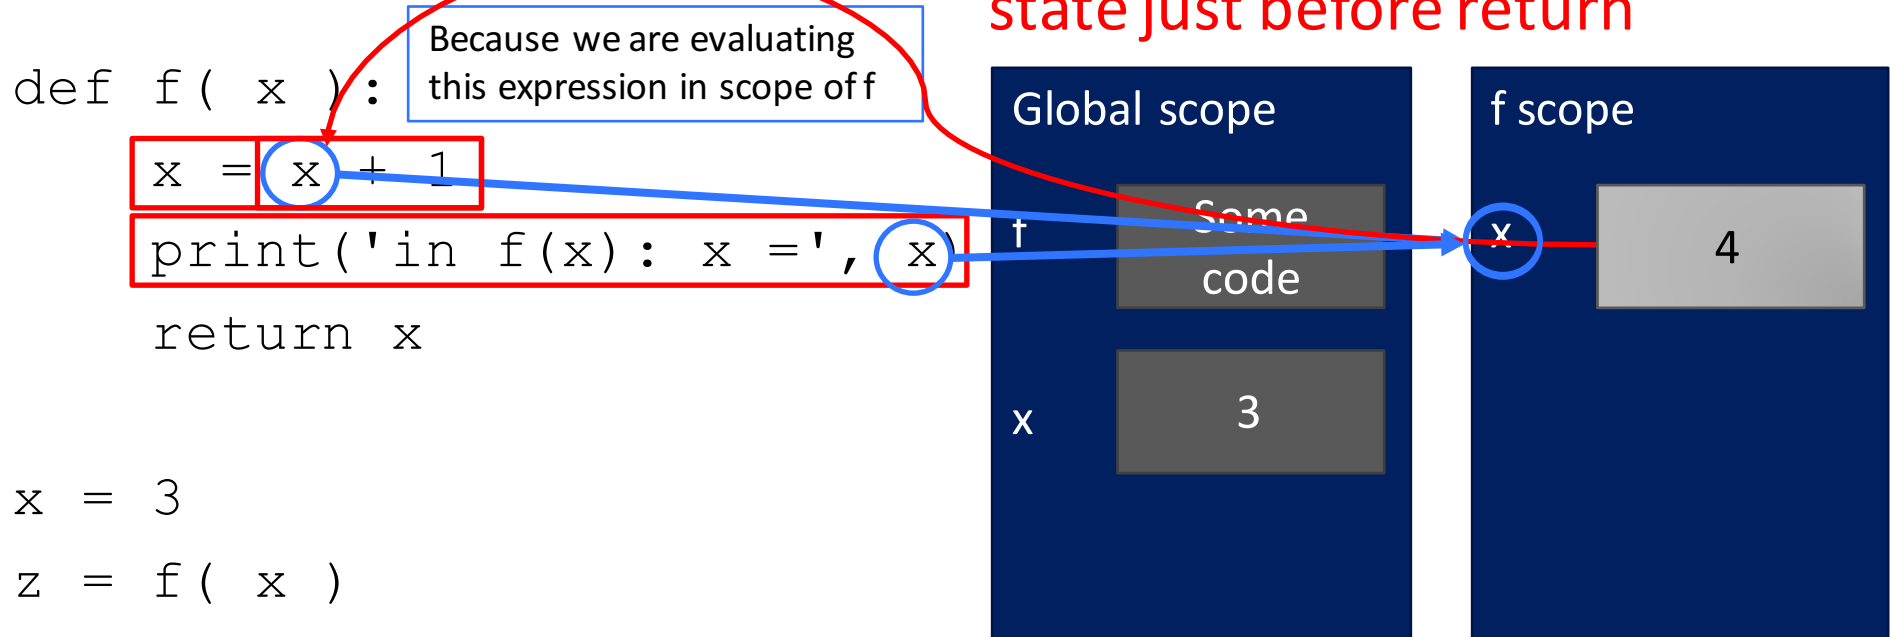 state just before return
Because we are evaluating
this expression in scope of f
def f( x ):
x = x + 1
print('in f(x): x =', x)
return x
x = 3
z = f( x )
Global scope
f
Some
code
x
3
f scope
x
4